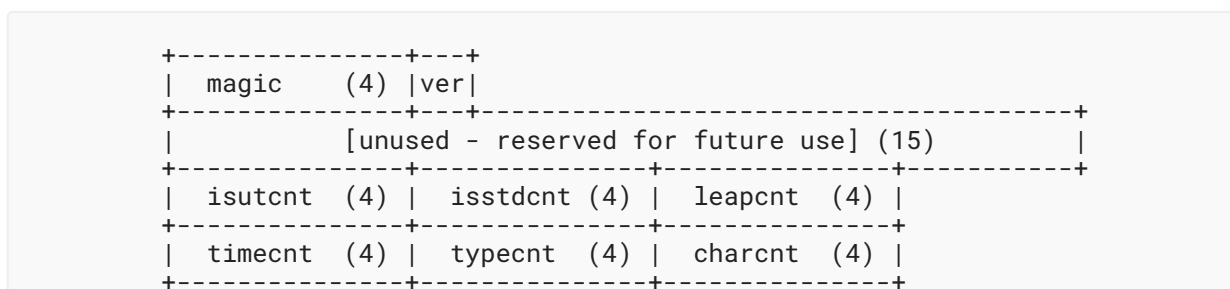 +---------------+---+
|  magic    (4) |ver|
+---------------+---+---------------------------------------+
|           [unused - reserved for future use] (15)         |
+---------------+---------------+---------------+-----------+
|  isutcnt  (4) |  isstdcnt (4) |  leapcnt  (4) |
+---------------+---------------+---------------+
|  timecnt  (4) |  typecnt  (4) |  charcnt  (4) |
+---------------+---------------+---------------+